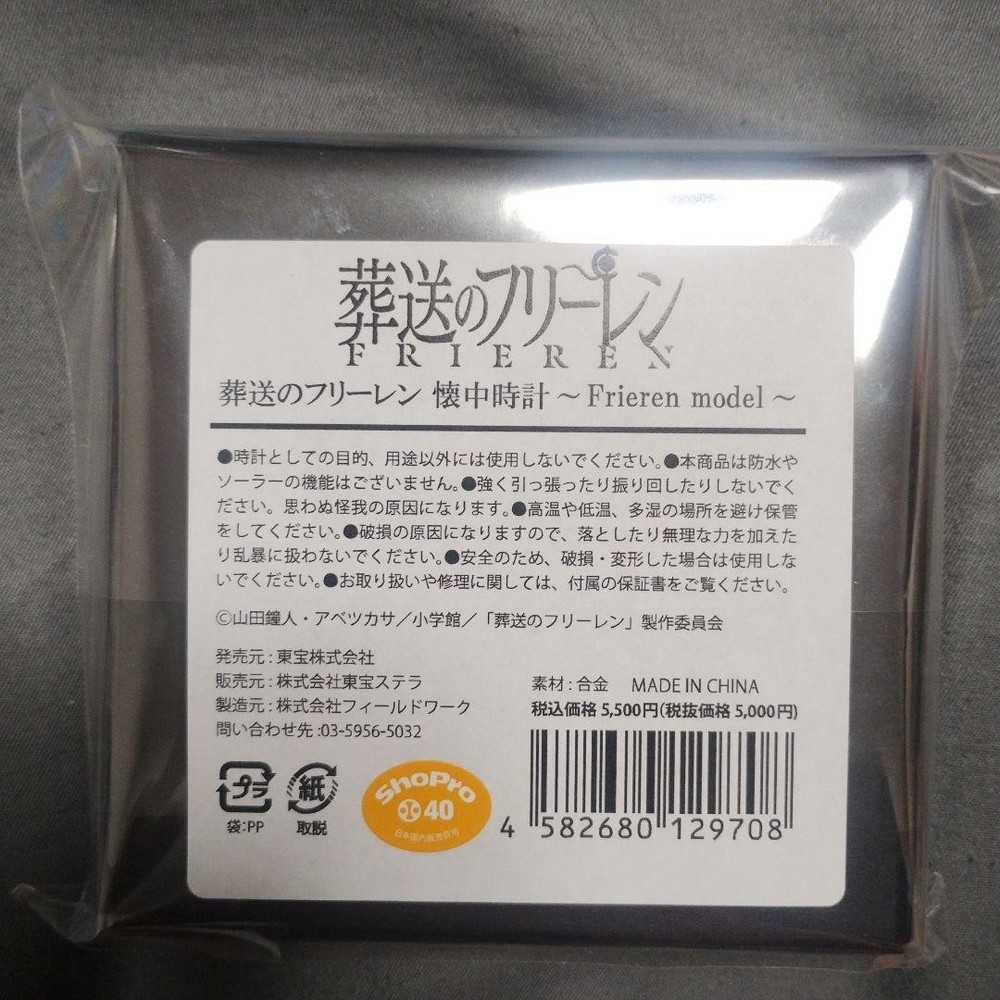 葬送のフリーレン
FRIEREN
葬送のフリーレン 懐中時計 ～Frieren model～
●時計としての目的、用途以外には使用しないでください。●本商品は防水や
ソーラーの機能はございません。●強く引っ張ったり振り回したりしないでく
ださい。思わぬ怪我の原因になります。●高温や低温、多湿の場所を避け保管
をしてください。●破損の原因になりますので、落としたり無理な力を加えた
り乱暴に扱わないでください。●安全のため、破損・変形した場合は使用しな
いでください。●お取り扱いや修理に関しては、付属の保証書をご覧ください。
©山田鐘人・アベツカサ／小学館／「葬送のフリーレン」製作委員会
発売元：東宝株式会社
販売元：株式会社東宝ステラ
製造元：株式会社フィールドワーク
問い合わせ先：03-5956-5032
素材：合金 MADE IN CHINA
税込価格 5,500円（税抜価格 5,000円）
プラ
袋：PP
紙
取説
ShoPro
40
日本国内販売許可
4 582680 129708